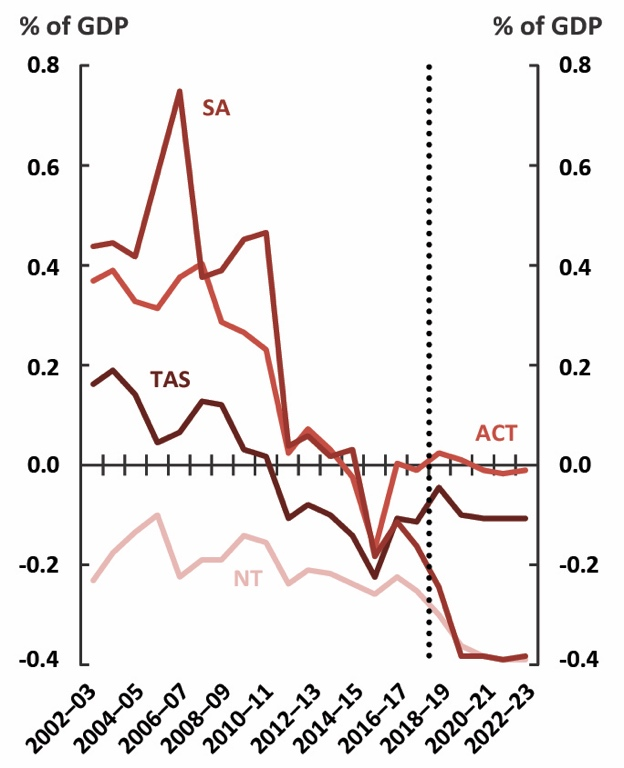 % of GDP % of GDP
0.8 0.8
SA
0.6 0.6
0.4 0.4
TAS
0.2 0.2
ACT
0.0 0.0
-0.2 -0.2
NT
-0.4 -0.4
2002–03 2004–05 2006–07 2008–09 2010–11 2012–13 2014–15 2016–17 2018–19 2020–21 2022–23